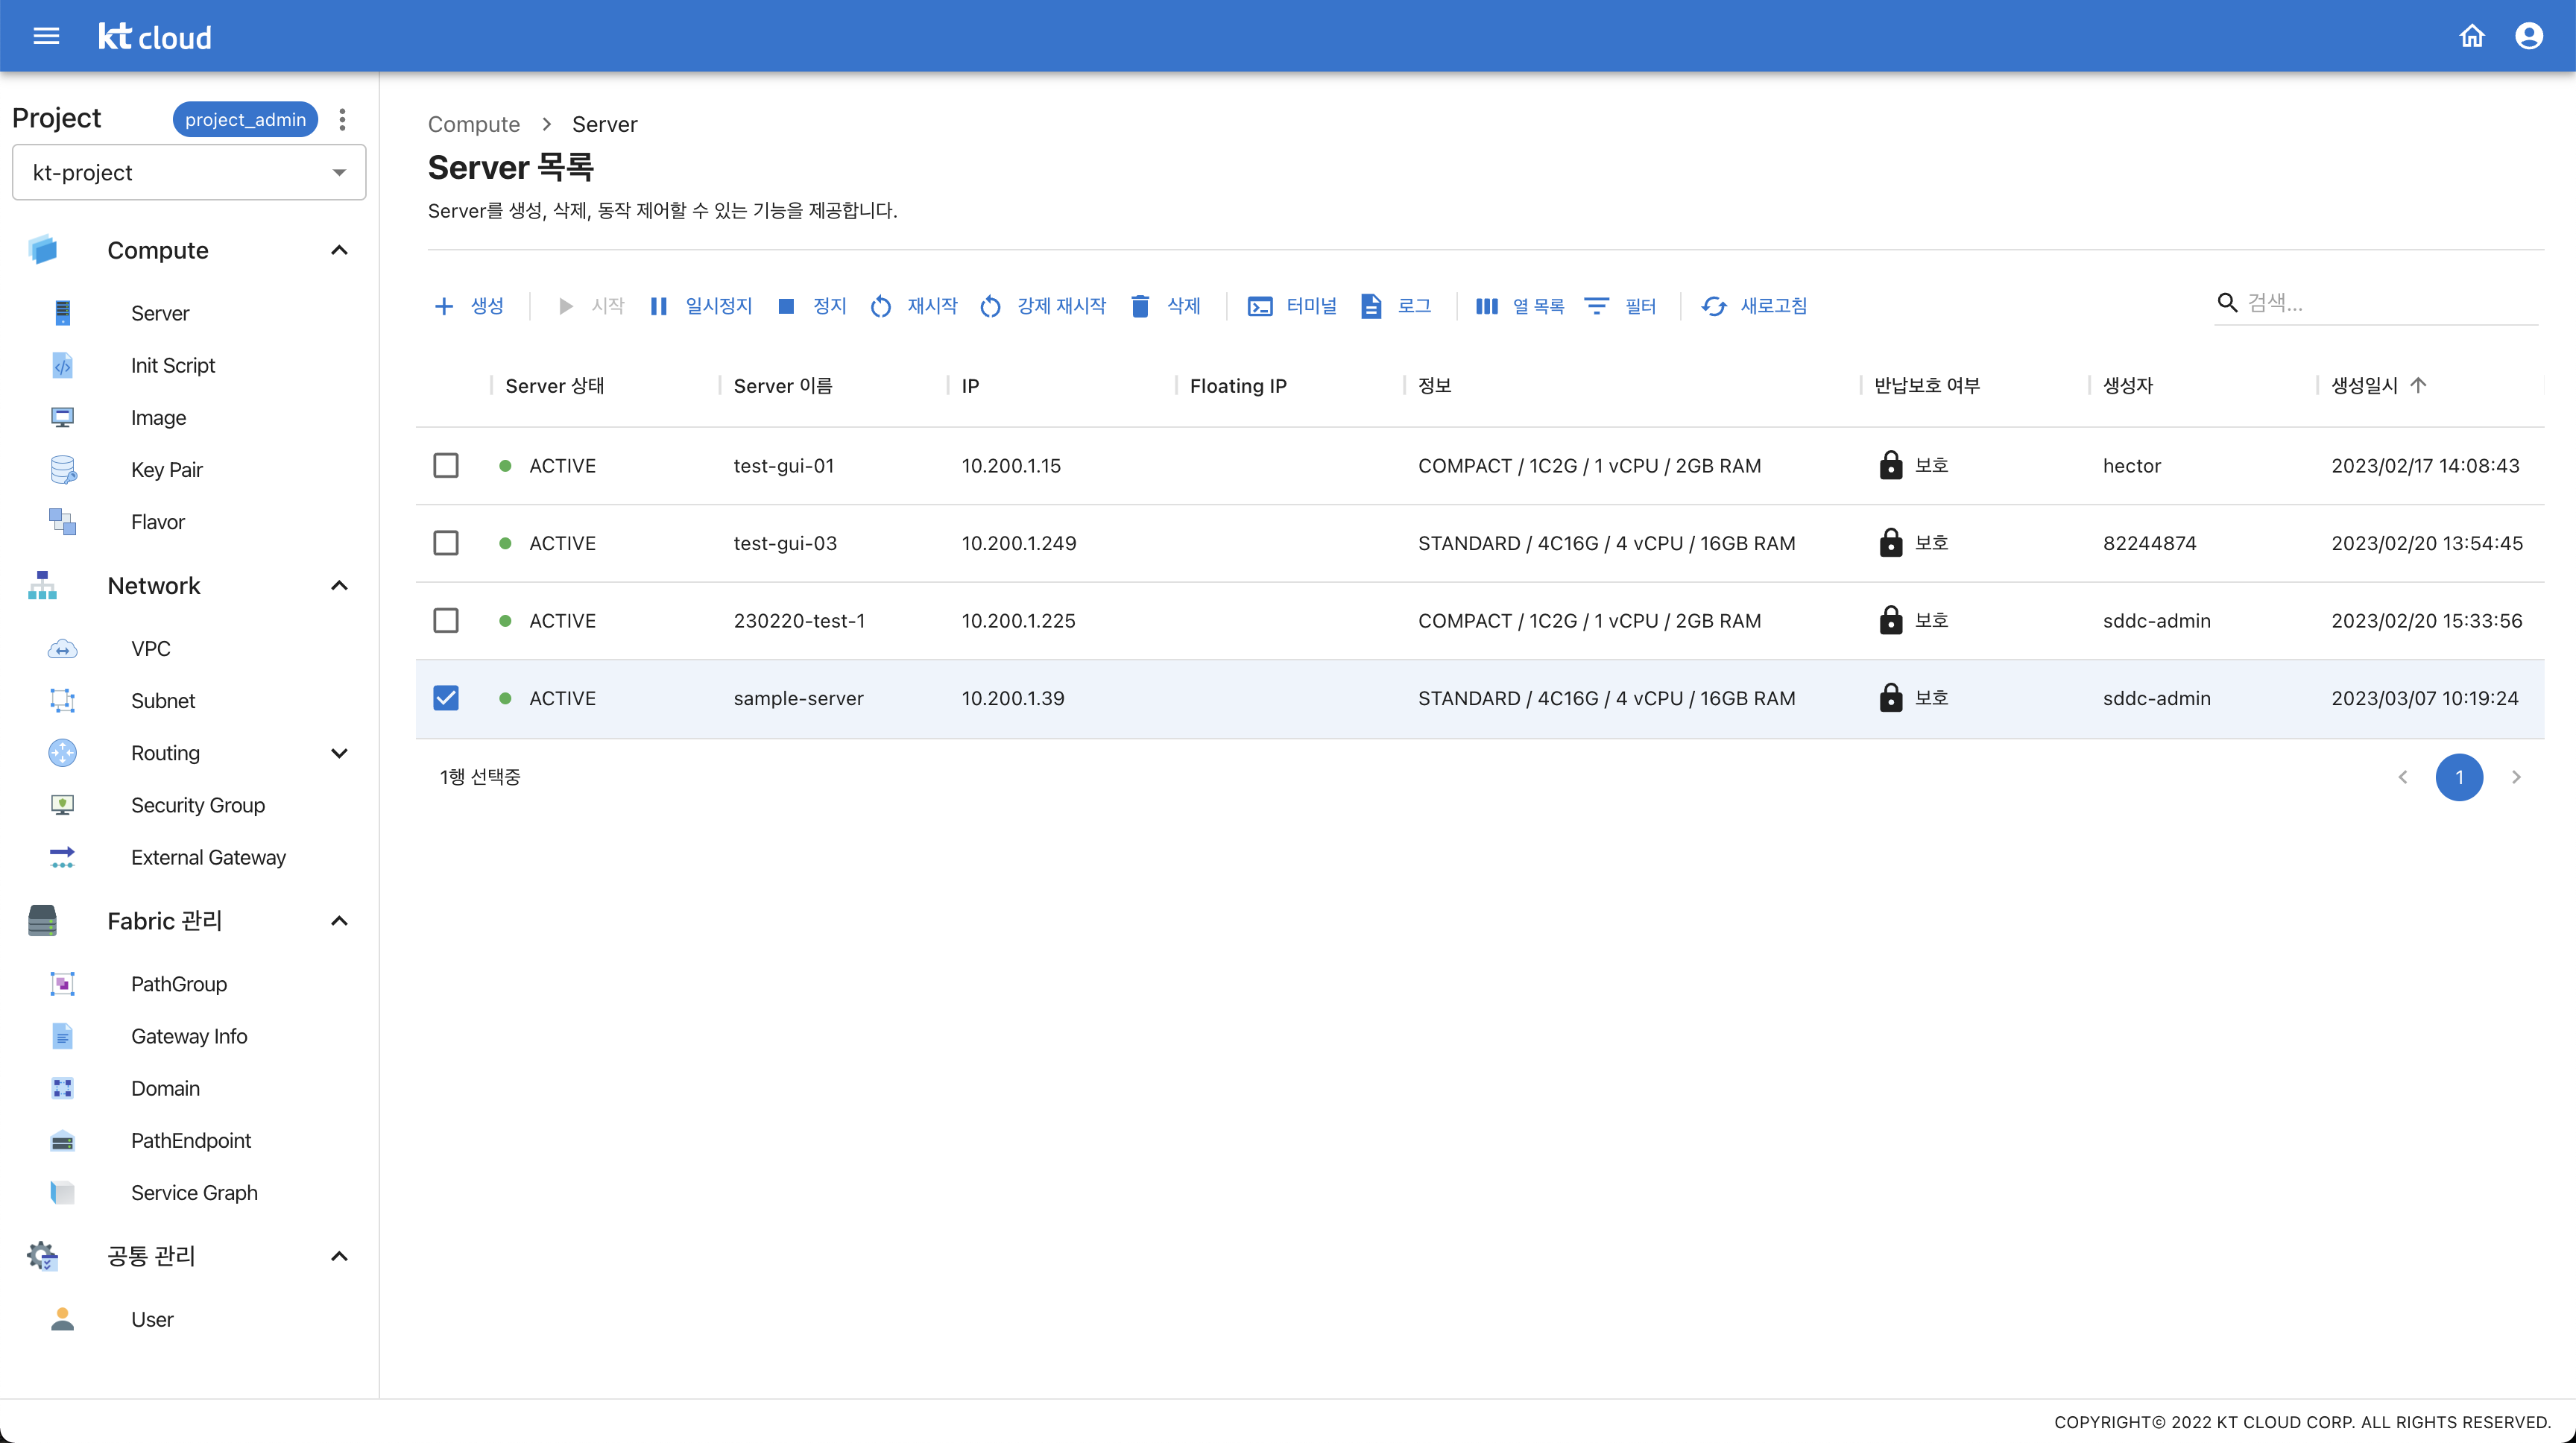 kt cloud
Project project_admin
kt-project
Compute
Server
Init Script
Image
Key Pair
Flavor
Network
VPC
Subnet
Routing
Security Group
External Gateway
Fabric 관리
PathGroup
Gateway Info
Domain
PathEndpoint
Service Graph
공통 관리
User
Compute > Server
Server 목록
Server를 생성, 삭제, 동작 제어할 수 있는 기능을 제공합니다.
생성 시작 일시정지 정지 재시작 강제 재시작 삭제 터미널 로그 열 목록 필터 새로고침 검색...
Server 상태 Server 이름 IP Floating IP 정보 반납보호 여부 생성자 생성일시
ACTIVE test-gui-01 10.200.1.15 COMPACT / 1C2G / 1 vCPU / 2GB RAM 보호 hector 2023/02/17 14:08:43
ACTIVE test-gui-03 10.200.1.249 STANDARD / 4C16G / 4 vCPU / 16GB RAM 보호 82244874 2023/02/20 13:54:45
ACTIVE 230220-test-1 10.200.1.225 COMPACT / 1C2G / 1 vCPU / 2GB RAM 보호 sddc-admin 2023/02/20 15:33:56
ACTIVE sample-server 10.200.1.39 STANDARD / 4C16G / 4 vCPU / 16GB RAM 보호 sddc-admin 2023/03/07 10:19:24
1행 선택중 1
COPYRIGHT© 2022 KT CLOUD CORP. ALL RIGHTS RESERVED.